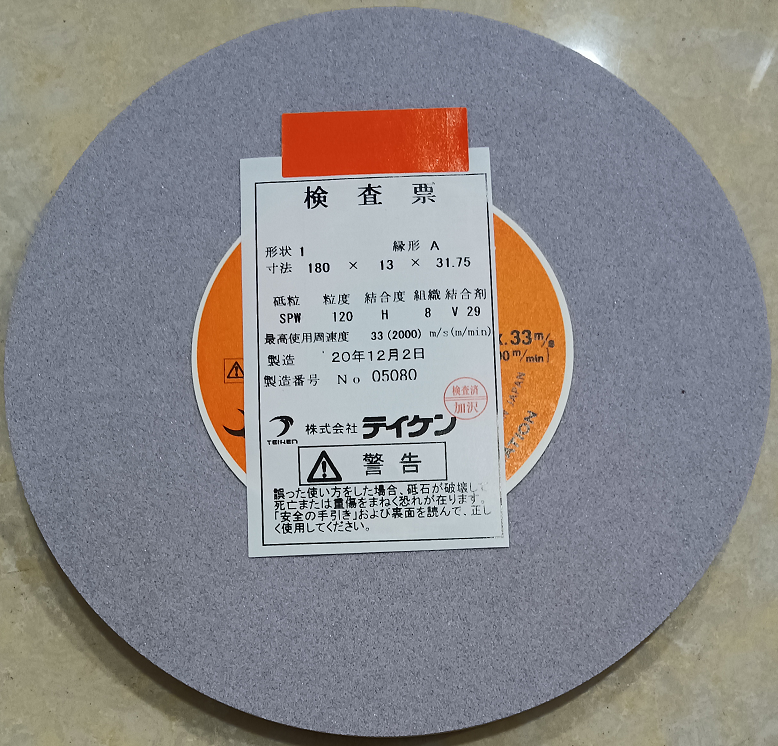 検査票
形状 1 縁形 A
寸法 180 × 13 × 31.75
砥粒 粒度 結合度 組織 結合剤
SPW 120 H 8 V 29
最高使用周速度 33 (2000) m/s(m/min)
製造 '20年12月2日
製造番号 No 05080
検査済
加沢
TEIKEN 株式会社 テイケン
警告
誤った使い方をした場合、砥石が破壊して
死亡または重傷をまねく恐れが在ります。
「安全の手引き」および裏面を読んで、正し
く使用してください。
.33 m/s
00 m/min)
JAPAN
ATION